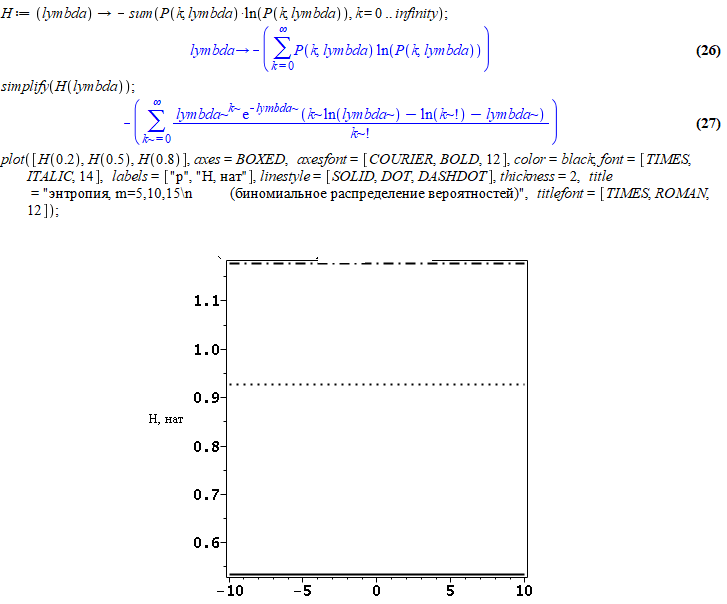 H := (lymbda) → − sum(P(k, lymbda)·ln(P(k, lymbda)), k = 0 .. infinity);
lymbda → −(∑_{k=0}^{∞} P(k, lymbda) ln(P(k, lymbda))) (26)
simplify(H(lymbda));
−(∑_{k~=0}^{∞} lymbda~^{k~} e^{−lymbda~} (k~ ln(lymbda~) − ln(k~!) − lymbda~) / k~!) (27)
plot([H(0.2), H(0.5), H(0.8)], axes = BOXED, axesfont = [COURIER, BOLD, 12], color = black, font = [TIMES,
ITALIC, 14], labels = ["p", "H, нат"], linestyle = [SOLID, DOT, DASHDOT], thickness = 2, title
= "энтропия, m=5,10,15\n (биномиальное распределение вероятностей)", titlefont = [TIMES, ROMAN,
12]);
1.1
1.0
0.9
H, нат
0.8
0.7
0.6
−10 −5 0 5 10